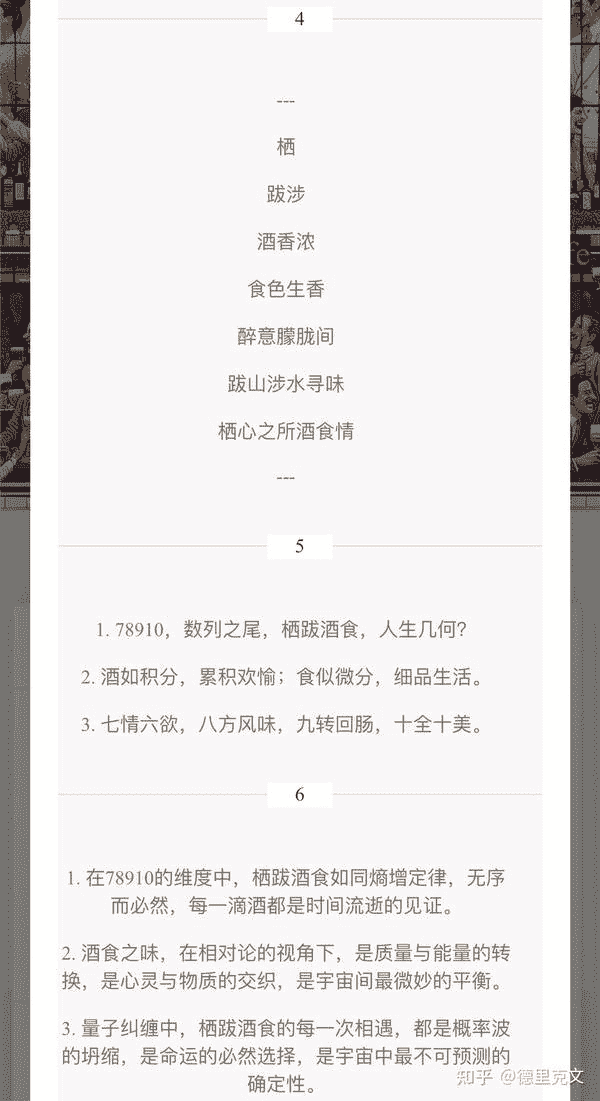 4
---
栖
跋涉
酒香浓
食色生香
醉意朦胧间
跋山涉水寻味
栖心之所酒食情
---
5
1. 78910，数列之尾，栖跋酒食，人生几何？
2. 酒如积分，累积欢愉；食似微分，细品生活。
3. 七情六欲，八方风味，九转回肠，十全十美。
6
1. 在78910的维度中，栖跋酒食如同熵增定律，无序
而必然，每一滴酒都是时间流逝的见证。
2. 酒食之味，在相对论的视角下，是质量与能量的转
换，是心灵与物质的交织，是宇宙间最微妙的平衡。
3. 量子纠缠中，栖跋酒食的每一次相遇，都是概率波
的坍缩，是命运的必然选择，是宇宙中最不可预测的
确定性。
知乎 @德里克文